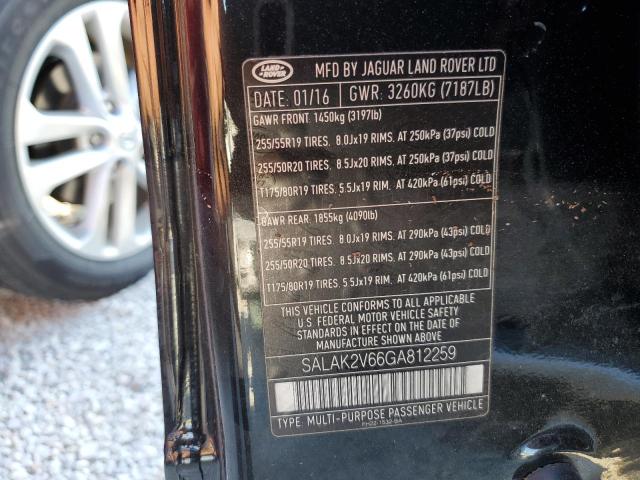 LAND ROVER
MFD BY JAGUAR LAND ROVER LTD
DATE: 01/16 GWR: 3260KG (7187LB)
GAWR FRONT: 1450kg (3197lb)
255/55R19 TIRES. 8.0Jx19 RIMS. AT 250kPa (37psi) COLD
255/50R20 TIRES. 8.5Jx20 RIMS. AT 250kPa (37psi) COLD
T175/80R19 TIRES. 5.5Jx19 RIM. AT 420kPa (61psi) COLD
GAWR REAR: 1855kg (4090lb)
255/55R19 TIRES. 8.0Jx19 RIMS. AT 290kPa (43psi) COLD
255/50R20 TIRES. 8.5Jx20 RIMS. AT 290kPa (43psi) COLD
T175/80R19 TIRES. 5.5Jx19 RIM. AT 420kPa (61psi) COLD
THIS VEHICLE CONFORMS TO ALL APPLICABLE
U.S. FEDERAL MOTOR VEHICLE SAFETY
STANDARDS IN EFFECT ON THE DATE OF
MANUFACTURE SHOWN ABOVE
SALAK2V66GA812259
TYPE: MULTI-PURPOSE PASSENGER VEHICLE